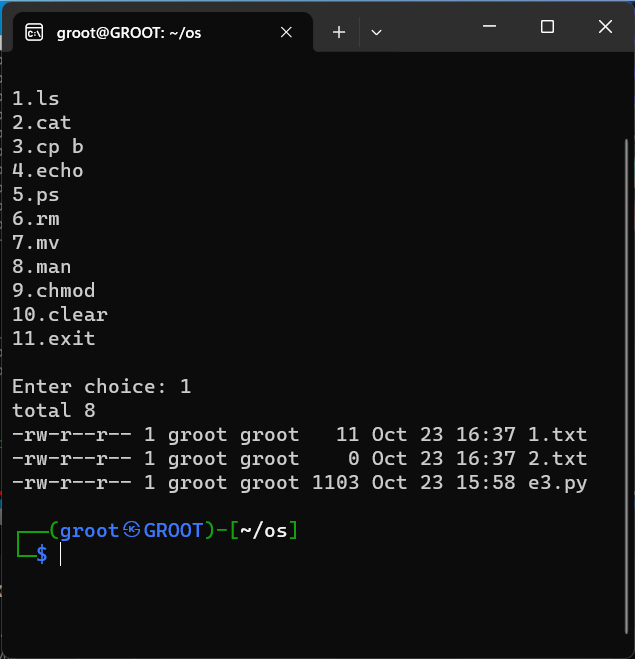 groot@GROOT: ~/os
1.ls
2.cat
3.cp b
4.echo
5.ps
6.rm
7.mv
8.man
9.chmod
10.clear
11.exit
Enter choice: 1
total 8
-rw-r--r-- 1 groot groot   11 Oct 23 16:37 1.txt
-rw-r--r-- 1 groot groot    0 Oct 23 16:37 2.txt
-rw-r--r-- 1 groot groot 1103 Oct 23 15:58 e3.py
┌──(groot㉿GROOT)-[~/os]
└─$